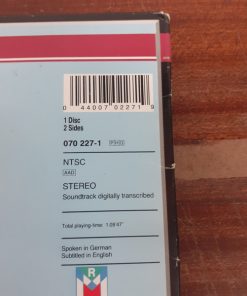 0 44007 02271 9
1 Disc
2 Sides
070 227-1
NTSC
AAD
STEREO
Soundtrack digitally transcribed
Total playing-time: 1:09'47"
Spoken in German
Subtitled in English
R